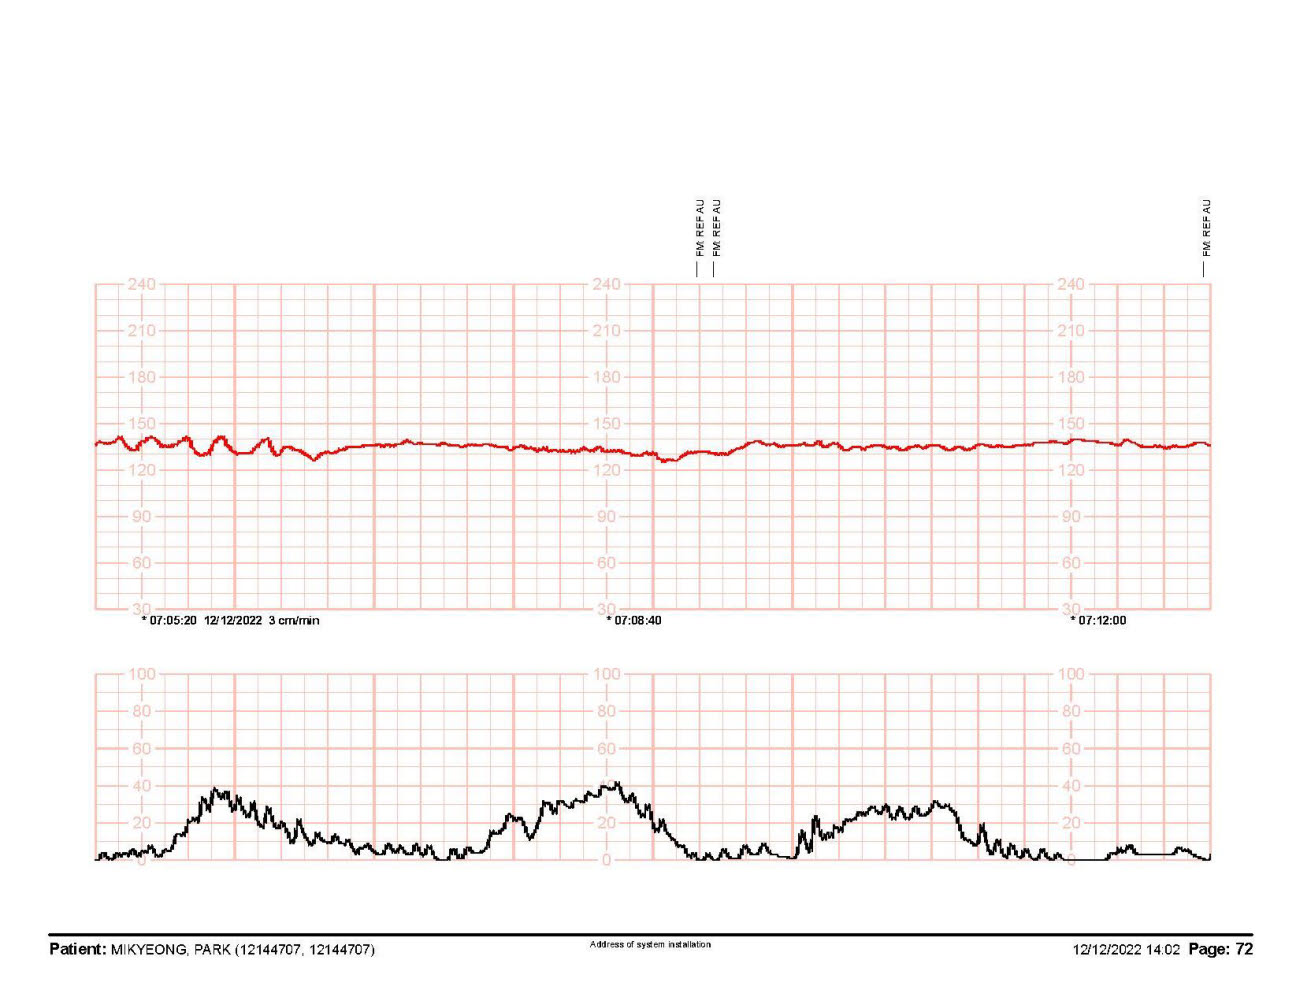 FM: REF AU
FM: REF AU
FM: REF AU
240 240 240
210 210 210
180 180 180
150 150 150
120 120 120
90 90 90
60 60 60
30 30 30
* 07:05:20 12/12/2022 3 cm/min * 07:08:40 * 07:12:00
100 100 100
80 80 80
60 60 60
40 40 40
20 20 20
0 0 0
Patient: MIKYEONG, PARK (12144707, 12144707) Address of system installation 12/12/2022 14:02 Page: 72